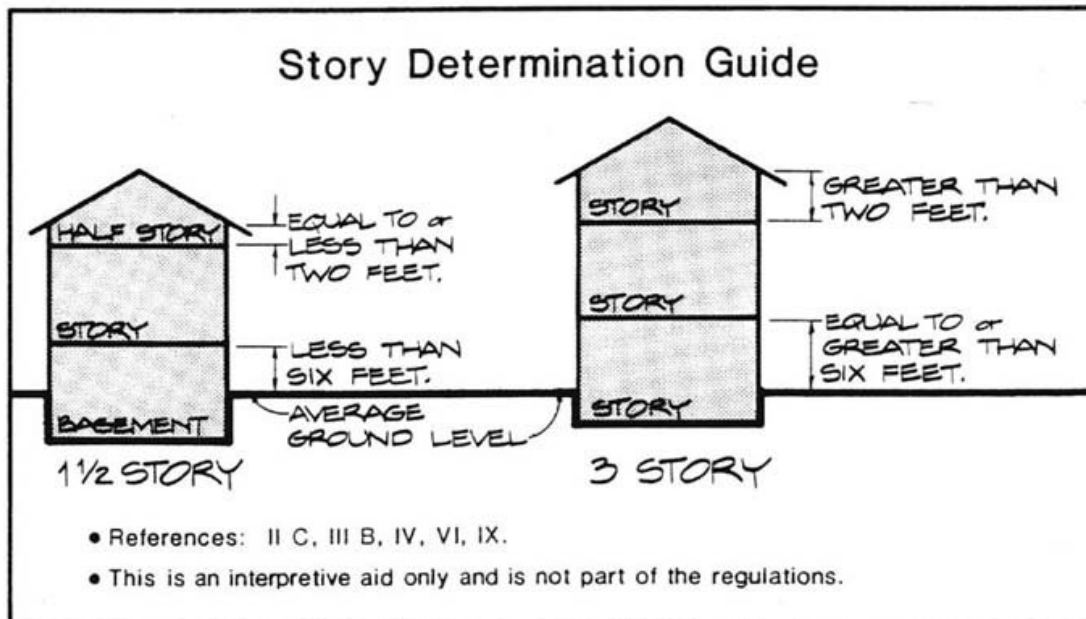 Story Determination Guide
HALF STORY
EQUAL TO or
LESS THAN
TWO FEET.
STORY
LESS THAN
SIX FEET.
BASEMENT
AVERAGE
GROUND LEVEL
1 1/2 STORY
STORY
GREATER THAN
TWO FEET.
STORY
EQUAL TO or
GREATER THAN
SIX FEET.
STORY
3 STORY
• References: II C, III B, IV, VI, IX.
• This is an interpretive aid only and is not part of the regulations.